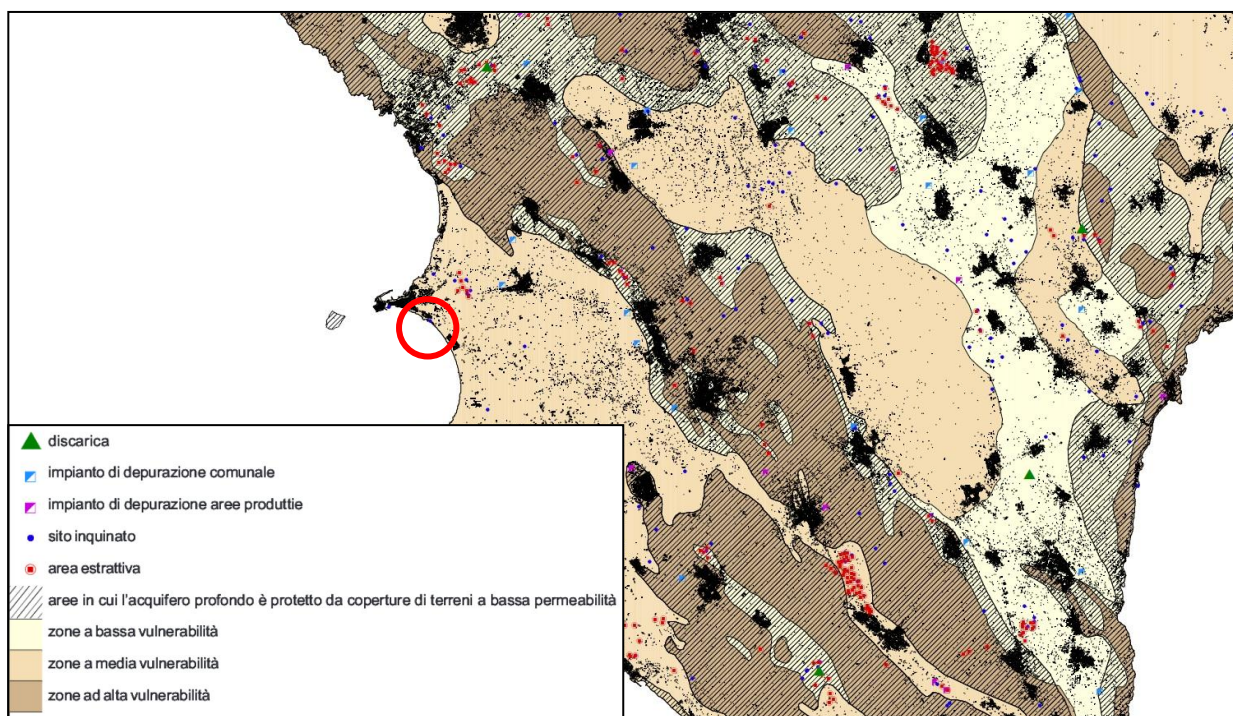 discarica
impianto di depurazione comunale
impianto di depurazione aree produttie
sito inquinato
area estrattiva
aree in cui l'acquifero profondo è protetto da coperture di terreni a bassa permeabilità
zone a bassa vulnerabilità
zone a media vulnerabilità
zone ad alta vulnerabilità